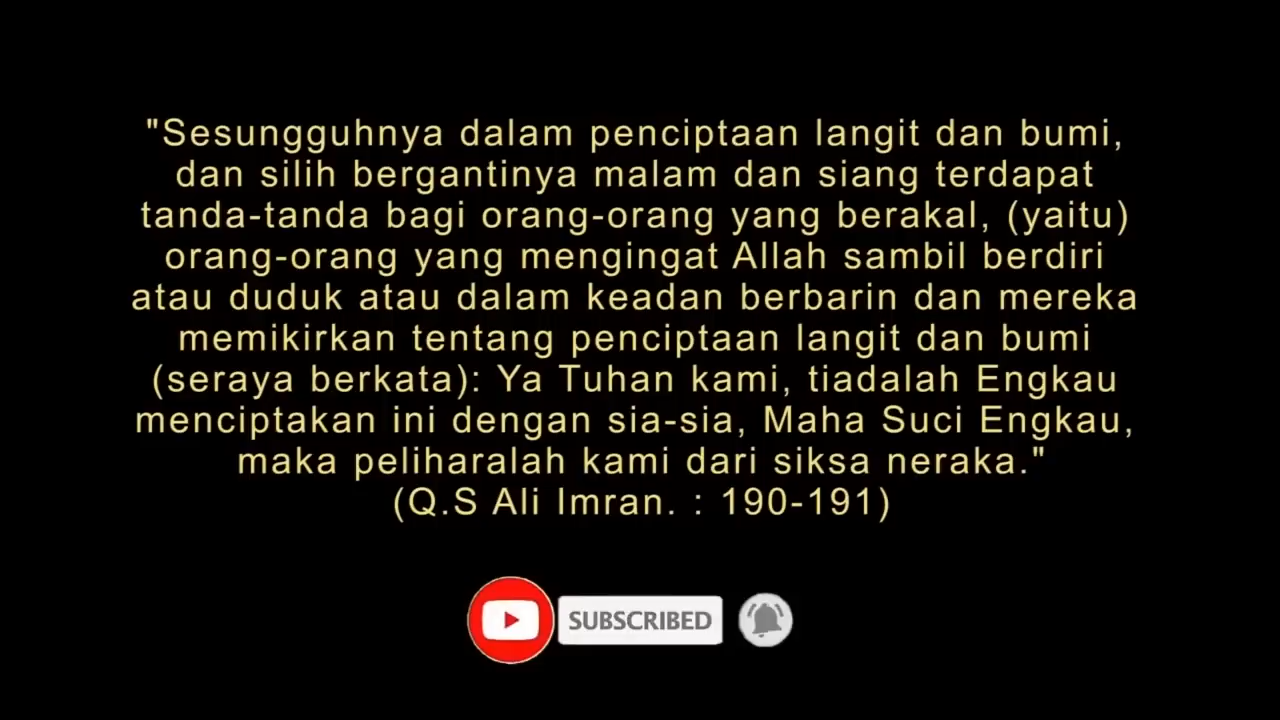 "Sesungguhnya dalam penciptaan langit dan bumi,
dan silih bergantinya malam dan siang terdapat
tanda-tanda bagi orang-orang yang berakal, (yaitu)
orang-orang yang mengingat Allah sambil berdiri
atau duduk atau dalam keadan berbarin dan mereka
memikirkan tentang penciptaan langit dan bumi
(seraya berkata): Ya Tuhan kami, tiadalah Engkau
menciptakan ini dengan sia-sia, Maha Suci Engkau,
maka peliharalah kami dari siksa neraka."
(Q.S Ali Imran. : 190-191)
SUBSCRIBED